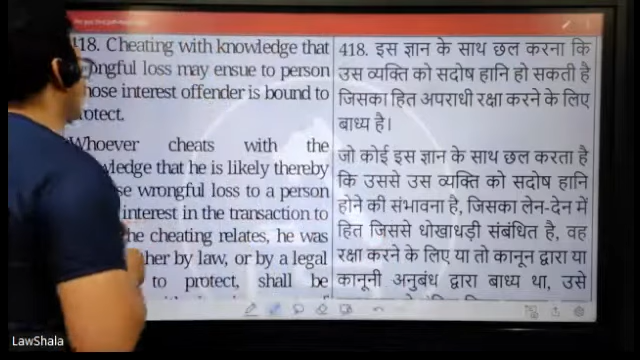 18. Cheating with knowledge that
ongful loss may ensue to person
hose interest offender is bound to
otect.
Whoever cheats with the
wledge that he is likely thereby
se wrongful loss to a person
interest in the transaction to
he cheating relates, he was
her by law, or by a legal
to protect, shall be
418. इस ज्ञान के साथ छल करना कि
उस व्यक्ति को सदोष हानि हो सकती है
जिसका हित अपराधी रक्षा करने के लिए
बाध्य है।
जो कोई इस ज्ञान के साथ छल करता है
कि उससे उस व्यक्ति को सदोष हानि
होने की संभावना है, जिसका लेन-देन में
हित जिससे धोखाधड़ी संबंधित है, वह
रक्षा करने के लिए या तो कानून द्वारा या
कानूनी अनुबंध द्वारा बाध्य था, उसे
LawShala